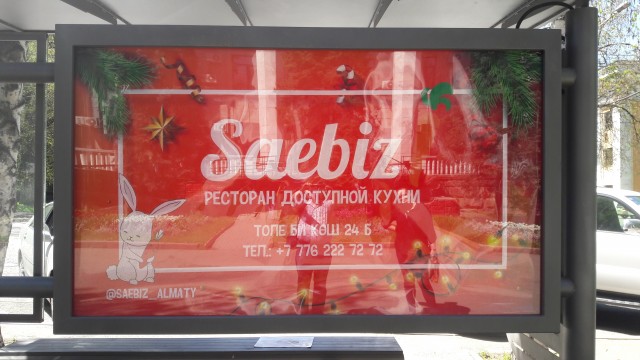 Saebiz
РЕСТОРАН ДОСТУПНОЙ КУХНИ
ТОЛЕ БИ КӨШ 24 Б
ТЕЛ.: +7 776 222 72 72
@SAEBIZ_ALMATY